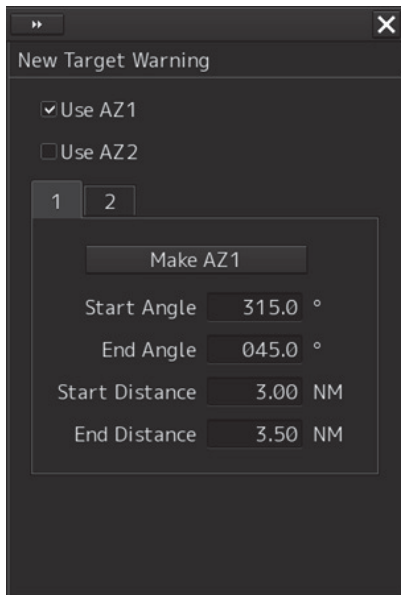 New Target Warning
Use AZ1
Use AZ2
1 2
Make AZ1
Start Angle 315.0 °
End Angle 045.0 °
Start Distance 3.00 NM
End Distance 3.50 NM